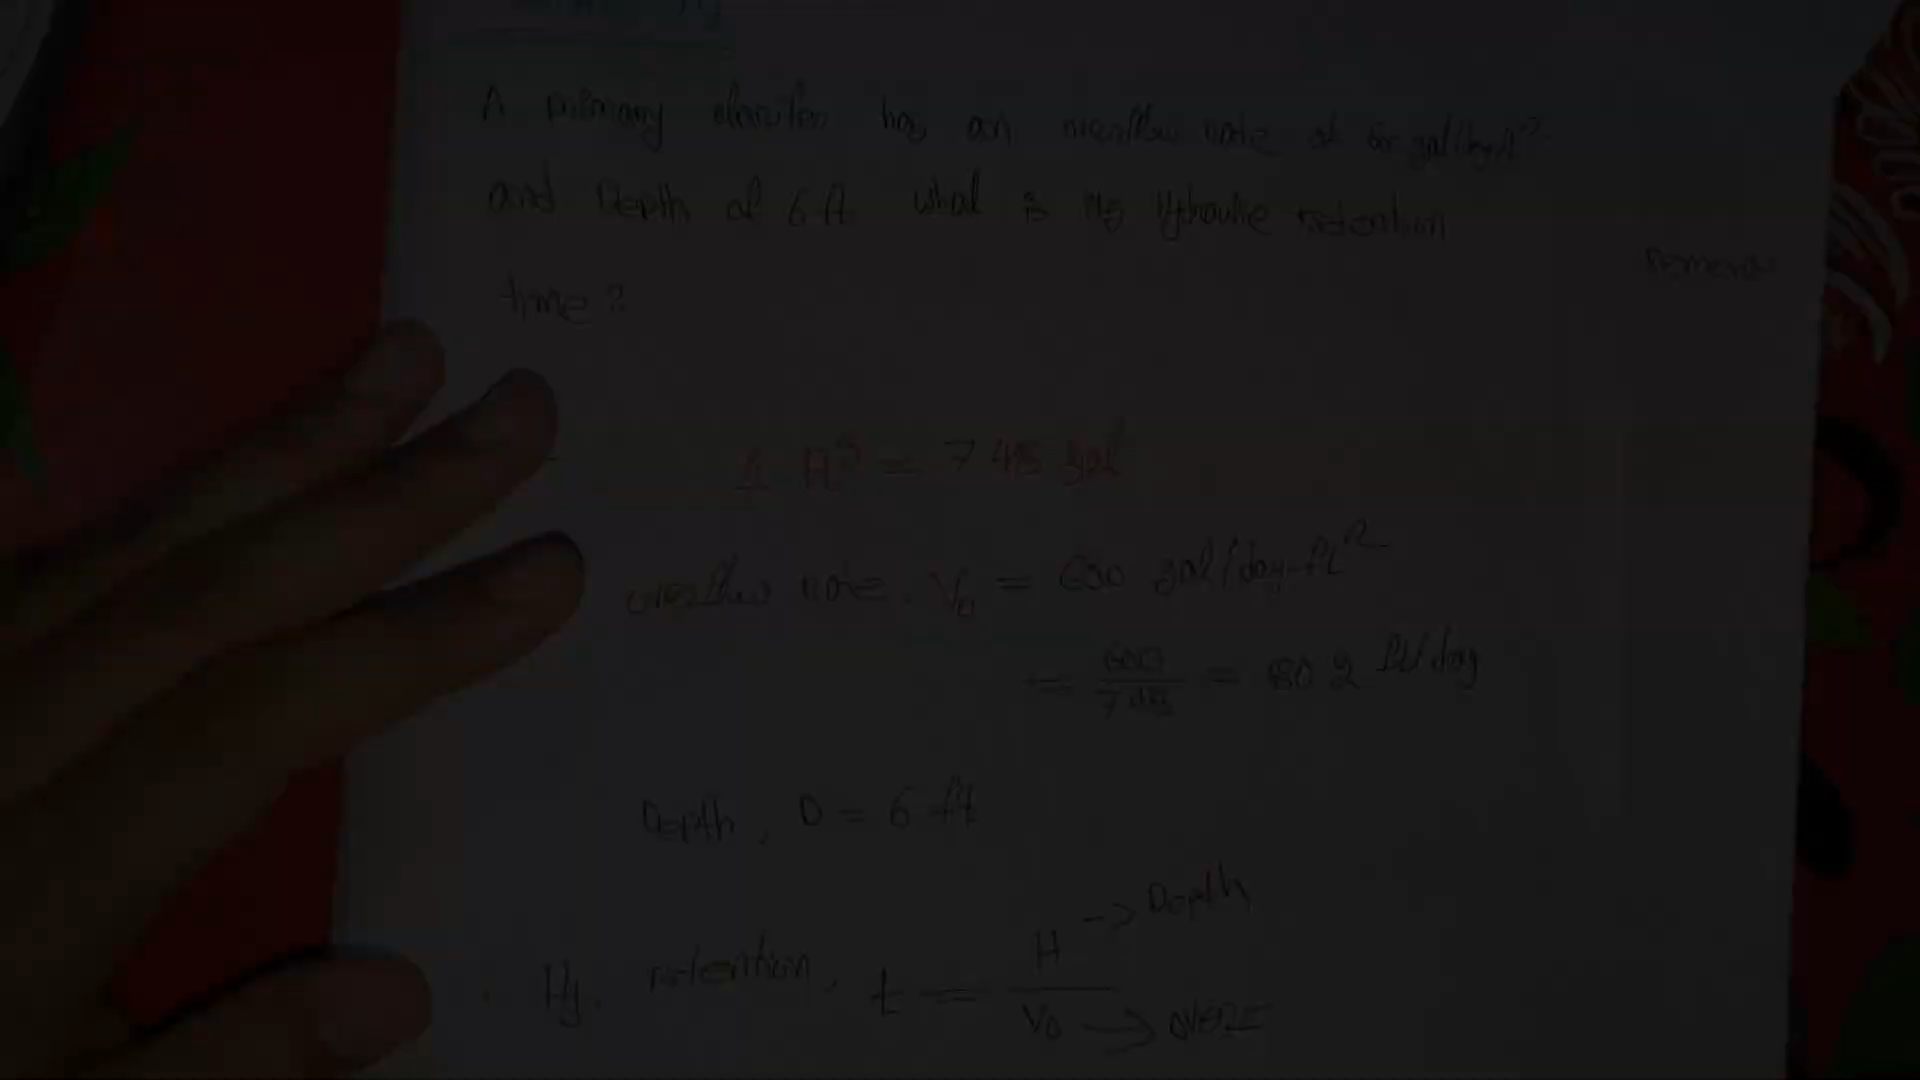 A primary clarifier has an overflow rate of gal/day-ft²
and Depth of 6 ft What is its Hydraulic retention
time?
1 ft³ = 7.48 gal
overflow rate, V₀ = 600 gal/day-ft²
= 600/7.48 = 80.2 ft/day
Depth, D = 6 ft
Hy. retention, t = H/V₀
→ Depth
→ over